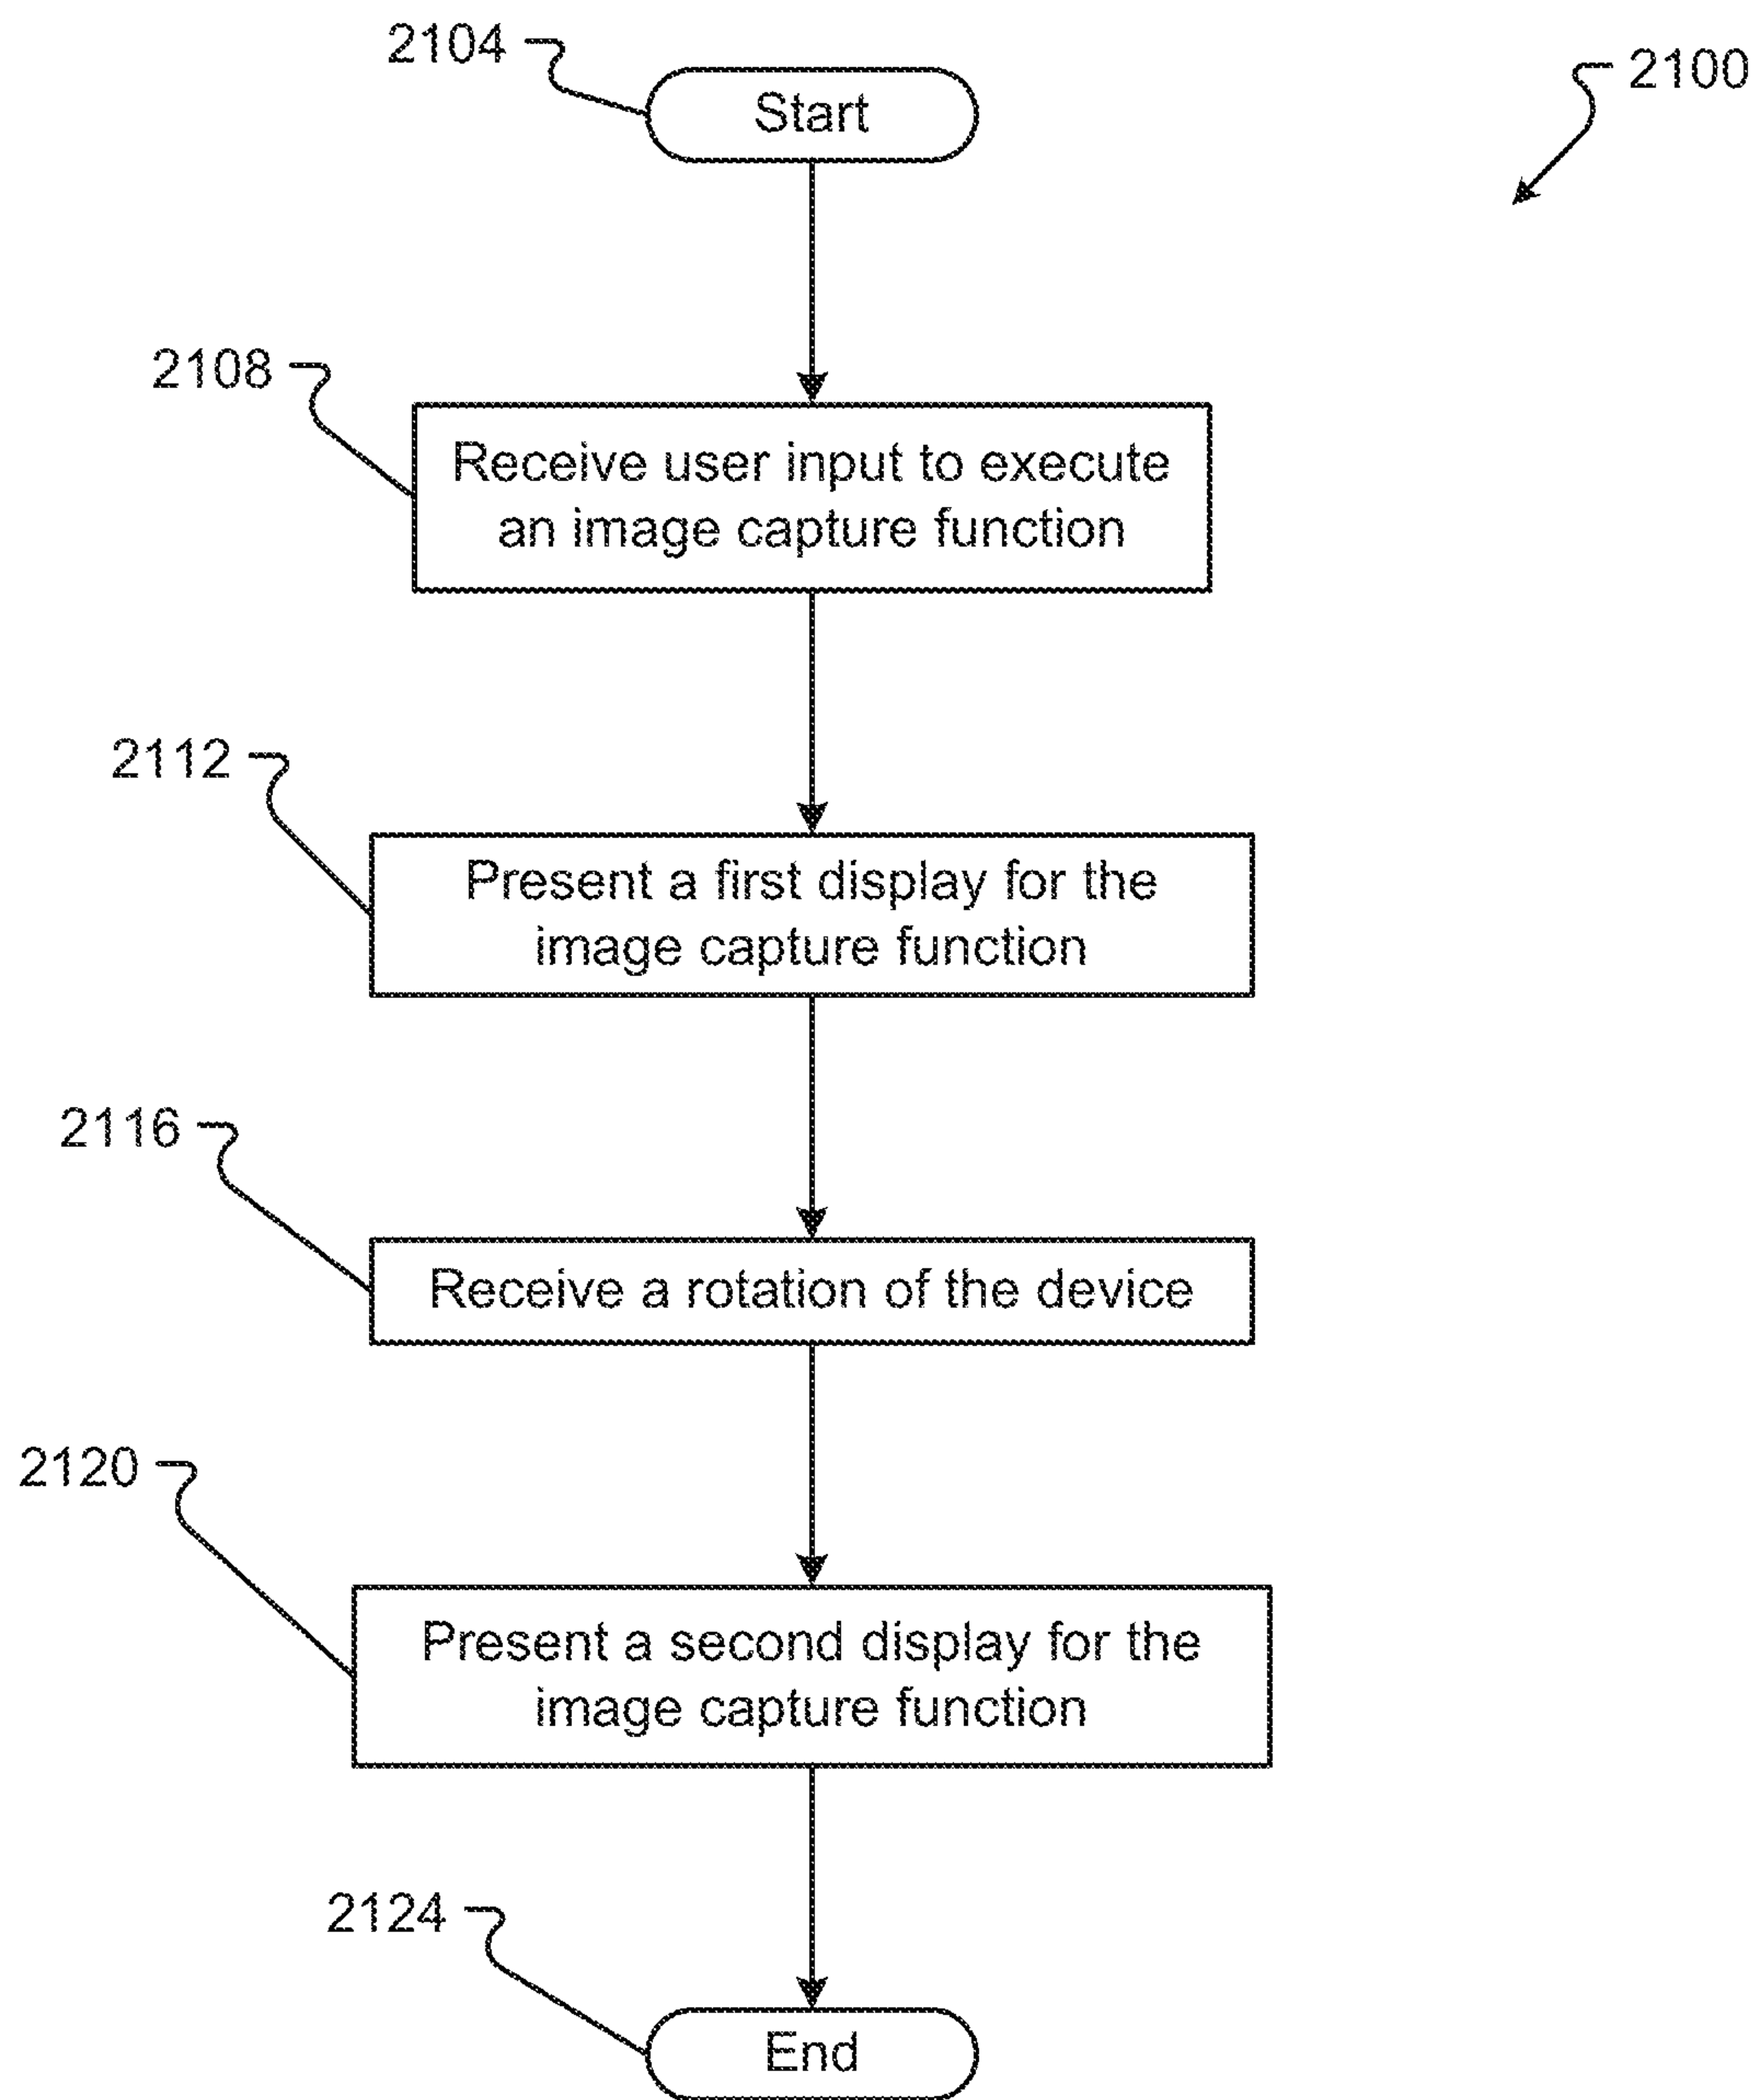 2104
Start
2100
2108
Receive user input to execute
an image capture function
2112
Present a first display for the
image capture function
2116
Receive a rotation of the device
2120
Present a second display for the
image capture function
2124
End